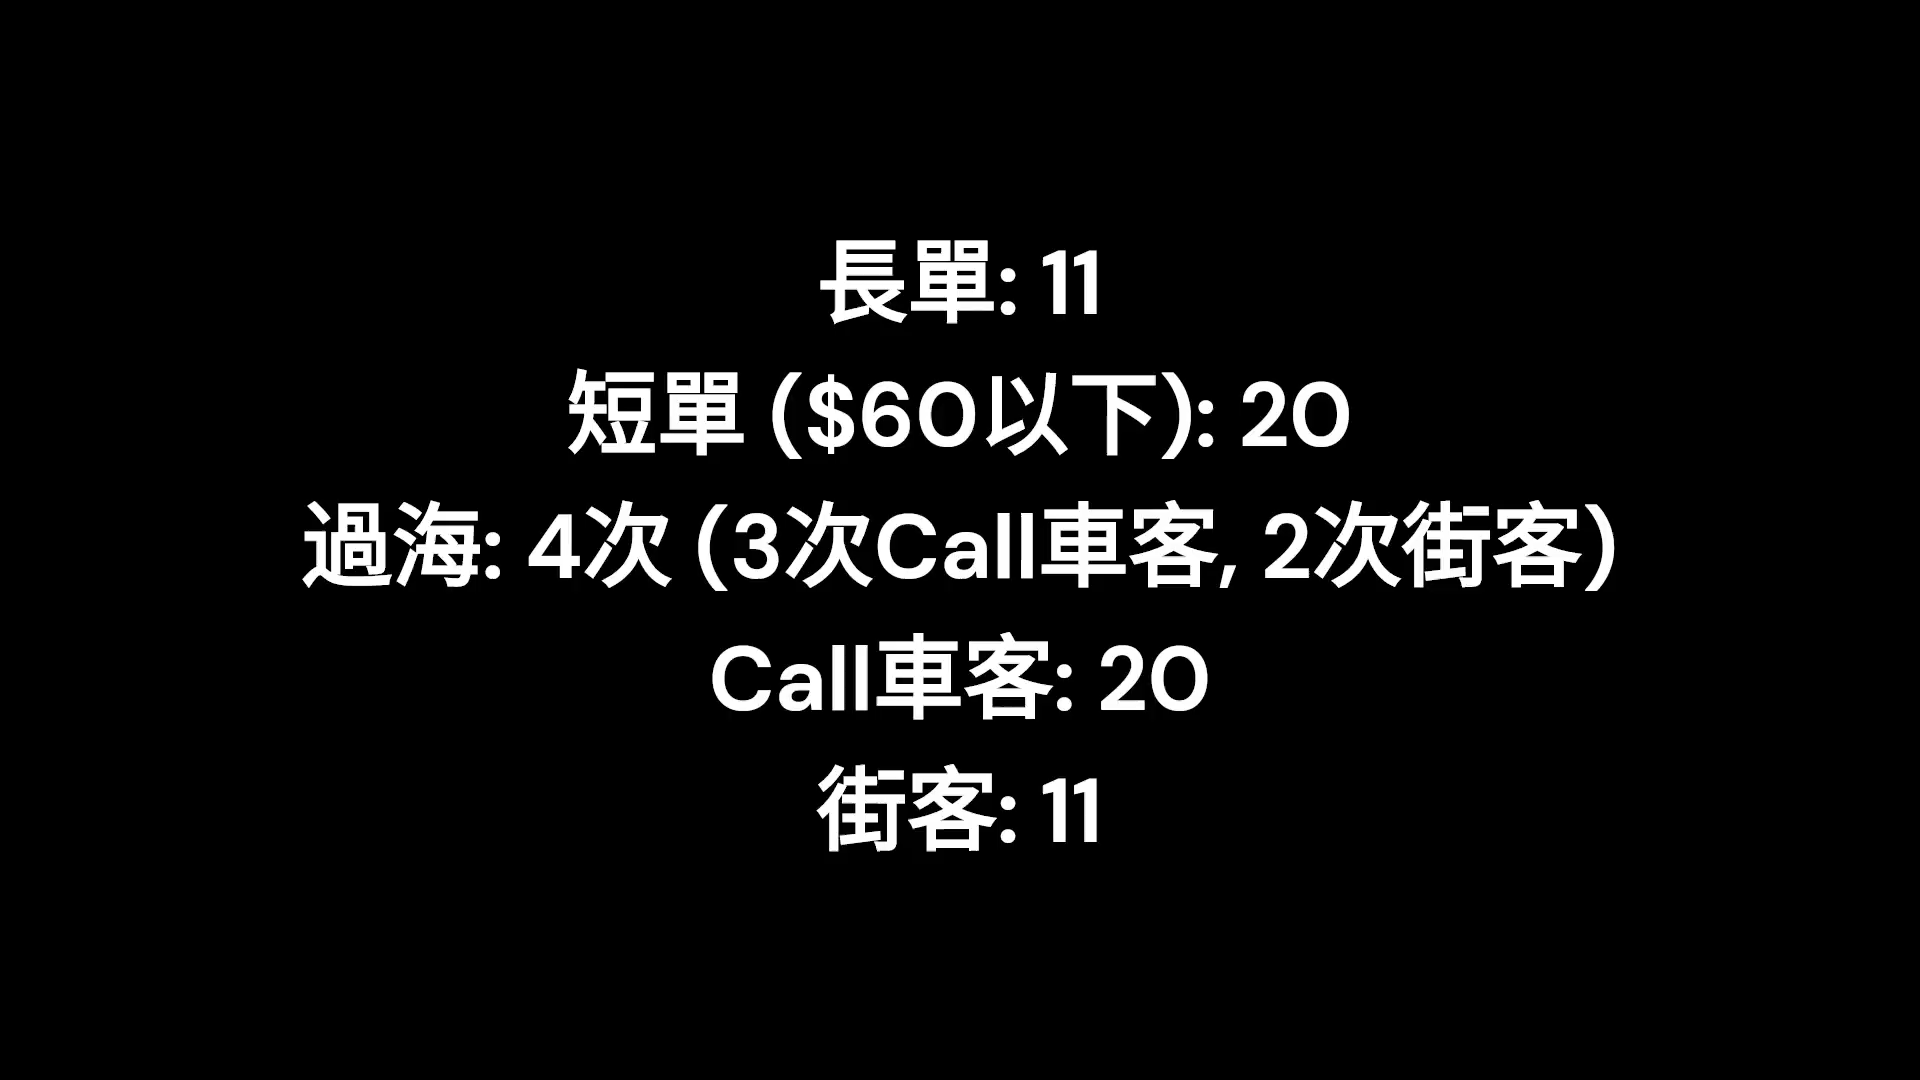 長單: 11
短單 ($60以下): 20
過海: 4次 (3次Call車客, 2次街客)
Call車客: 20
街客: 11